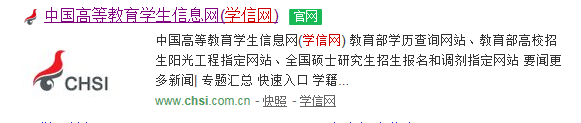 中国高等教育学生信息网(学信网) 官网
中国高等教育学生信息网(学信网) 教育部学历查询网站、教育部高校招
生阳光工程指定网站、全国硕士研究生招生报名和调剂指定网站 要闻更
多新闻| 专题汇总 快速入口 学籍...
CHSI
www.chsi.com.cn - 快照 - 学信网